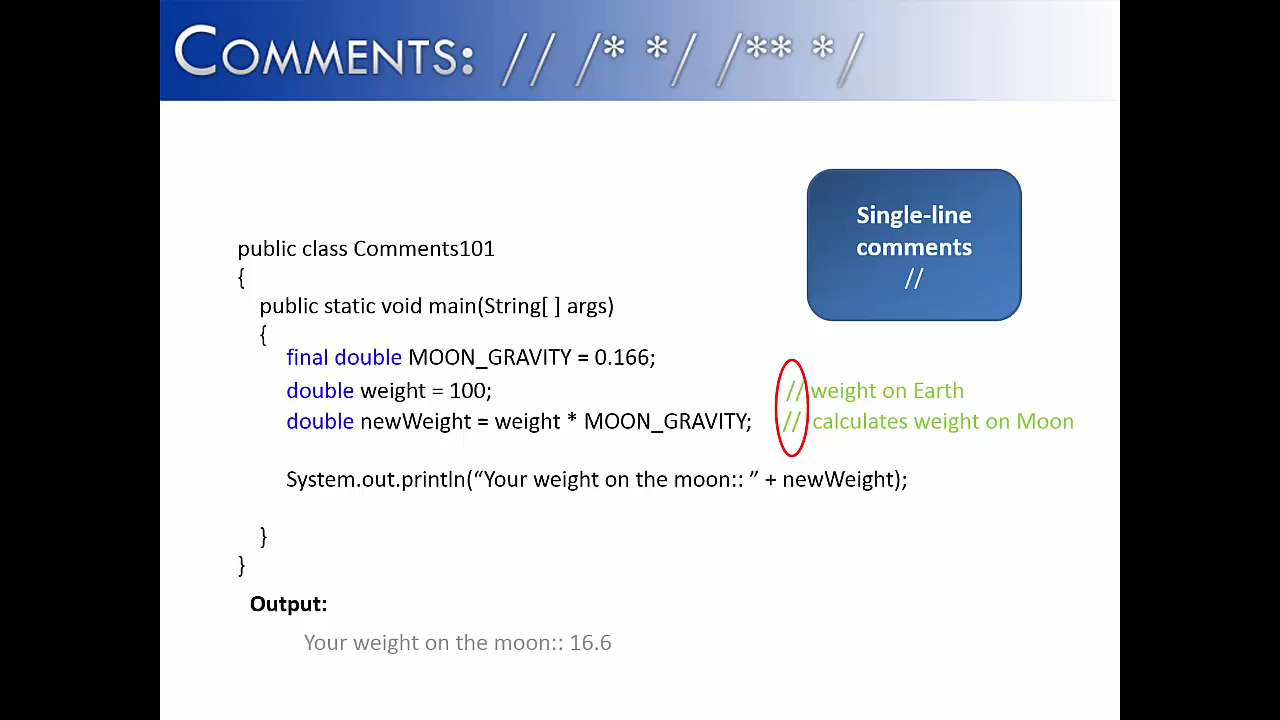 COMMENTS: // /* */ /** */
Single-line
comments
//
public class Comments101
{
public static void main(String[ ] args)
{
final double MOON_GRAVITY = 0.166;
double weight = 100; // weight on Earth
double newWeight = weight * MOON_GRAVITY; // calculates weight on Moon
System.out.println(“Your weight on the moon:: ” + newWeight);
}
}
Output:
Your weight on the moon:: 16.6